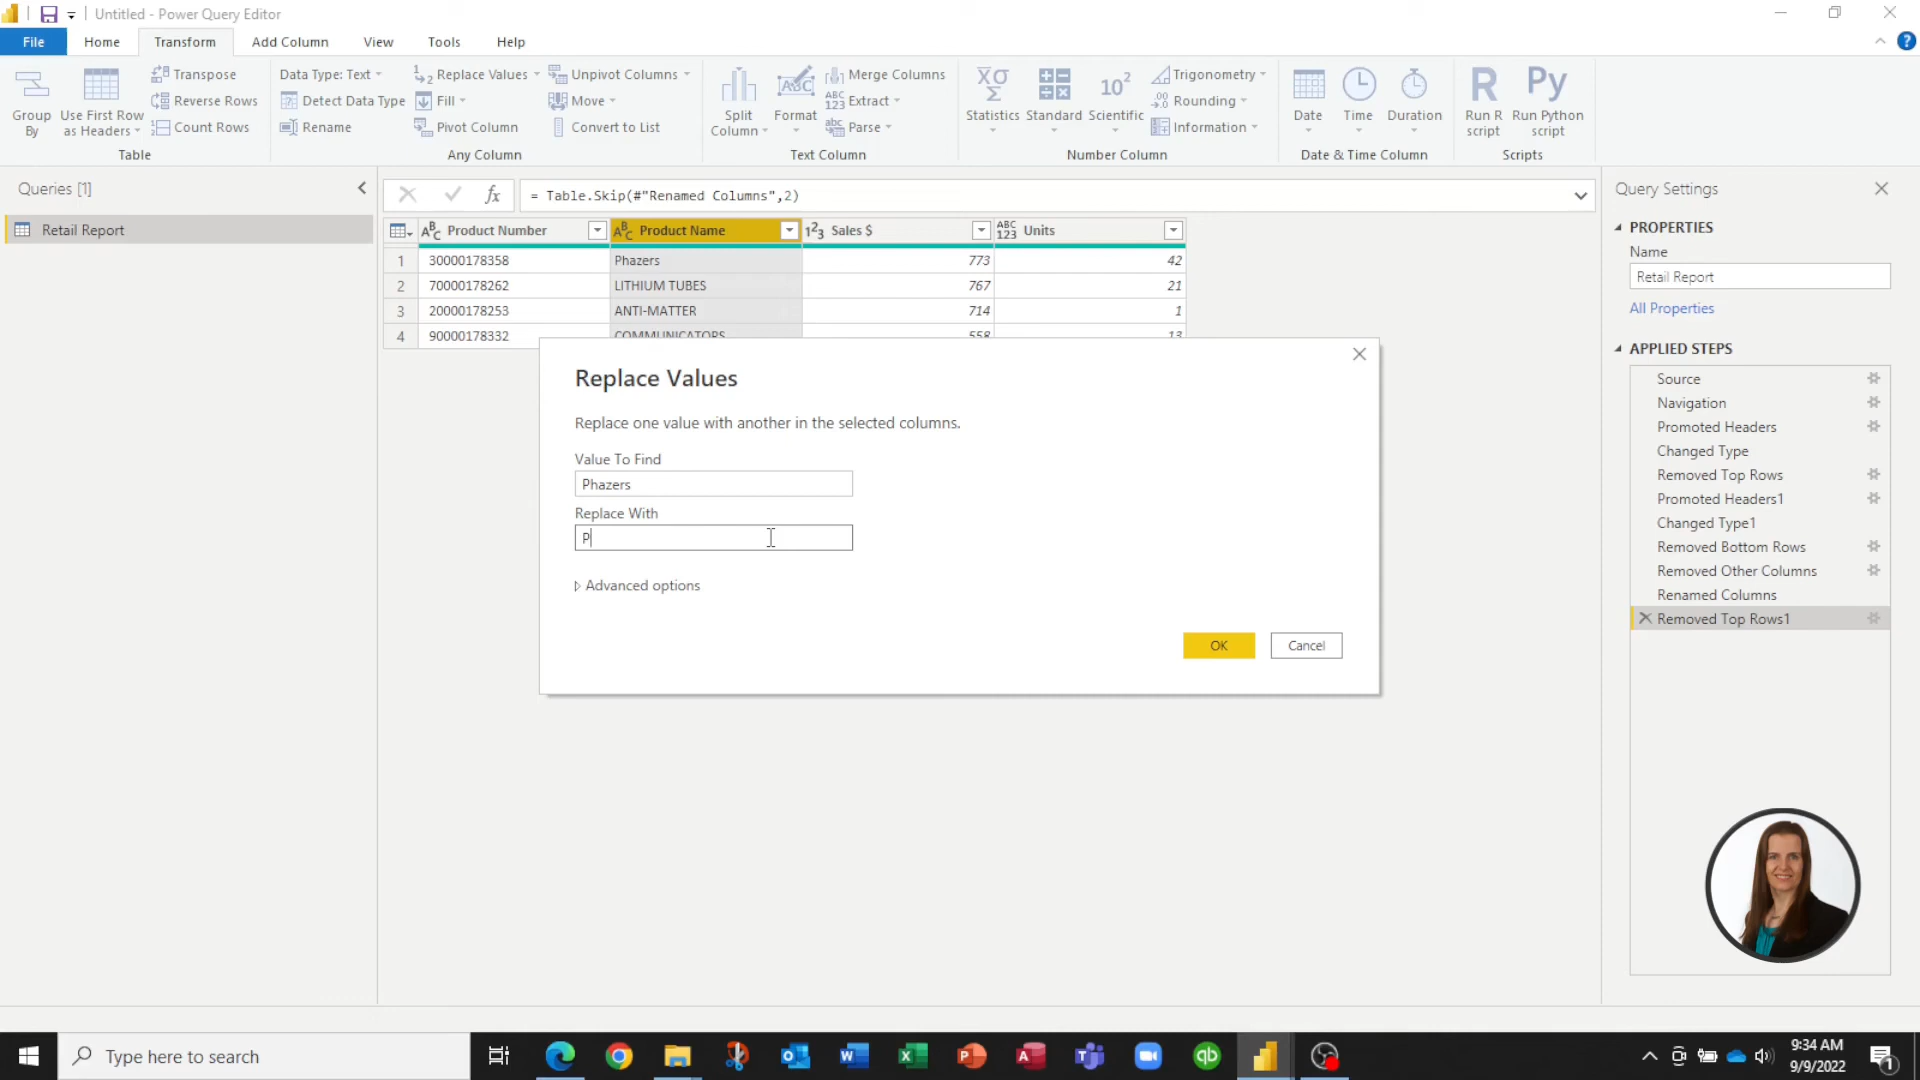 Untitled - Power Query Editor
File Home Transform Add Column View Tools Help
Group By
Use First Row as Headers
Transpose
Reverse Rows
Count Rows
Table
Data Type: Text
Detect Data Type
Rename
Replace Values
Fill
Pivot Column
Unpivot Columns
Move
Convert to List
Any Column
Split Column
Format
Merge Columns
Extract
Parse
Text Column
Statistics
Standard
Scientific
Trigonometry
Rounding
Information
Number Column
Date
Time
Duration
Date & Time Column
Run R script
Run Python script
Scripts
Queries [1]
Retail Report
= Table.Skip(#"Renamed Columns",2)
Product Number Product Name Sales $ Units
1 30000178358 Phazers 773 42
2 70000178262 LITHIUM TUBES 767 21
3 20000178253 ANTI-MATTER 714 1
4 90000178332 COMMUNICATORS 558 13
Replace Values
Replace one value with another in the selected columns.
Value To Find
Phazers
Replace With
P
Advanced options
OK Cancel
Query Settings
PROPERTIES
Name
Retail Report
All Properties
APPLIED STEPS
Source
Navigation
Promoted Headers
Changed Type
Removed Top Rows
Promoted Headers1
Changed Type1
Removed Bottom Rows
Removed Other Columns
Renamed Columns
Removed Top Rows1
Type here to search
9:34 AM
9/9/2022